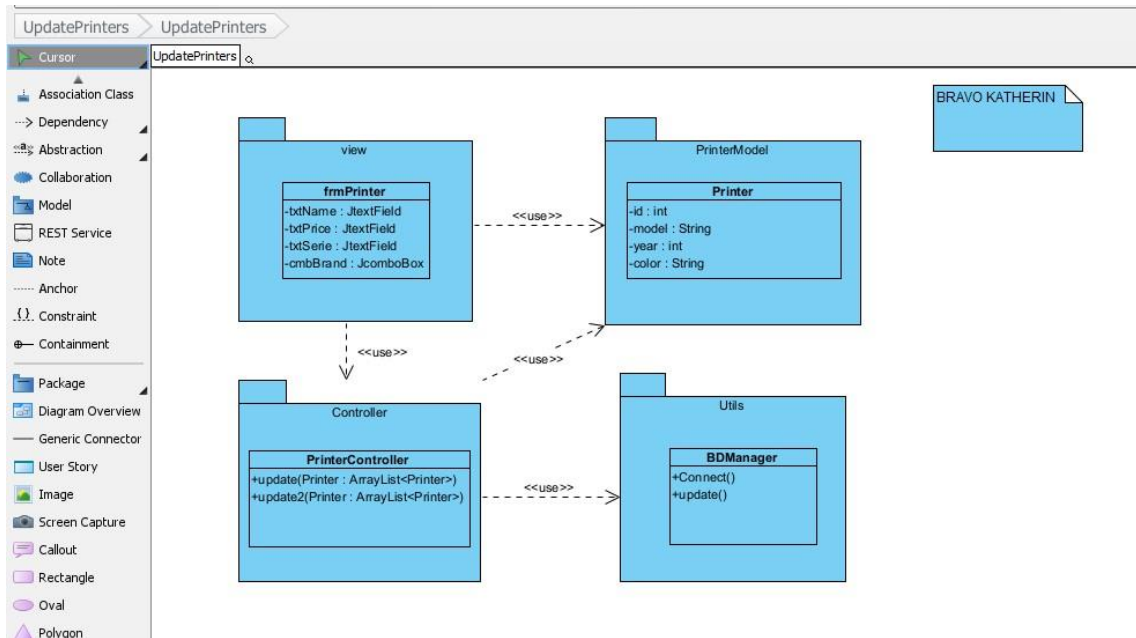 UpdatePrinters
UpdatePrinters
Cursor
Association Class
Dependency
Abstraction
Collaboration
Model
REST Service
Note
Anchor
Constraint
Containment
Package
Diagram Overview
Generic Connector
User Story
Image
Screen Capture
Callout
Rectangle
Oval
Polygon
UpdatePrinters
BRAVO KATHERIN
view
frmPrinter
-txtName : JtextField
-txtPrice : JtextField
-txtSerie : JtextField
-cmbBrand : JcomboBox
<<use>>
PrinterModel
Printer
-id : int
-model : String
-year : int
-color : String
<<use>>
<<use>>
Controller
PrinterController
+update(Printer : ArrayList<Printer>)
+update2(Printer : ArrayList<Printer>)
<<use>>
Utils
BDManager
+Connect()
+update()